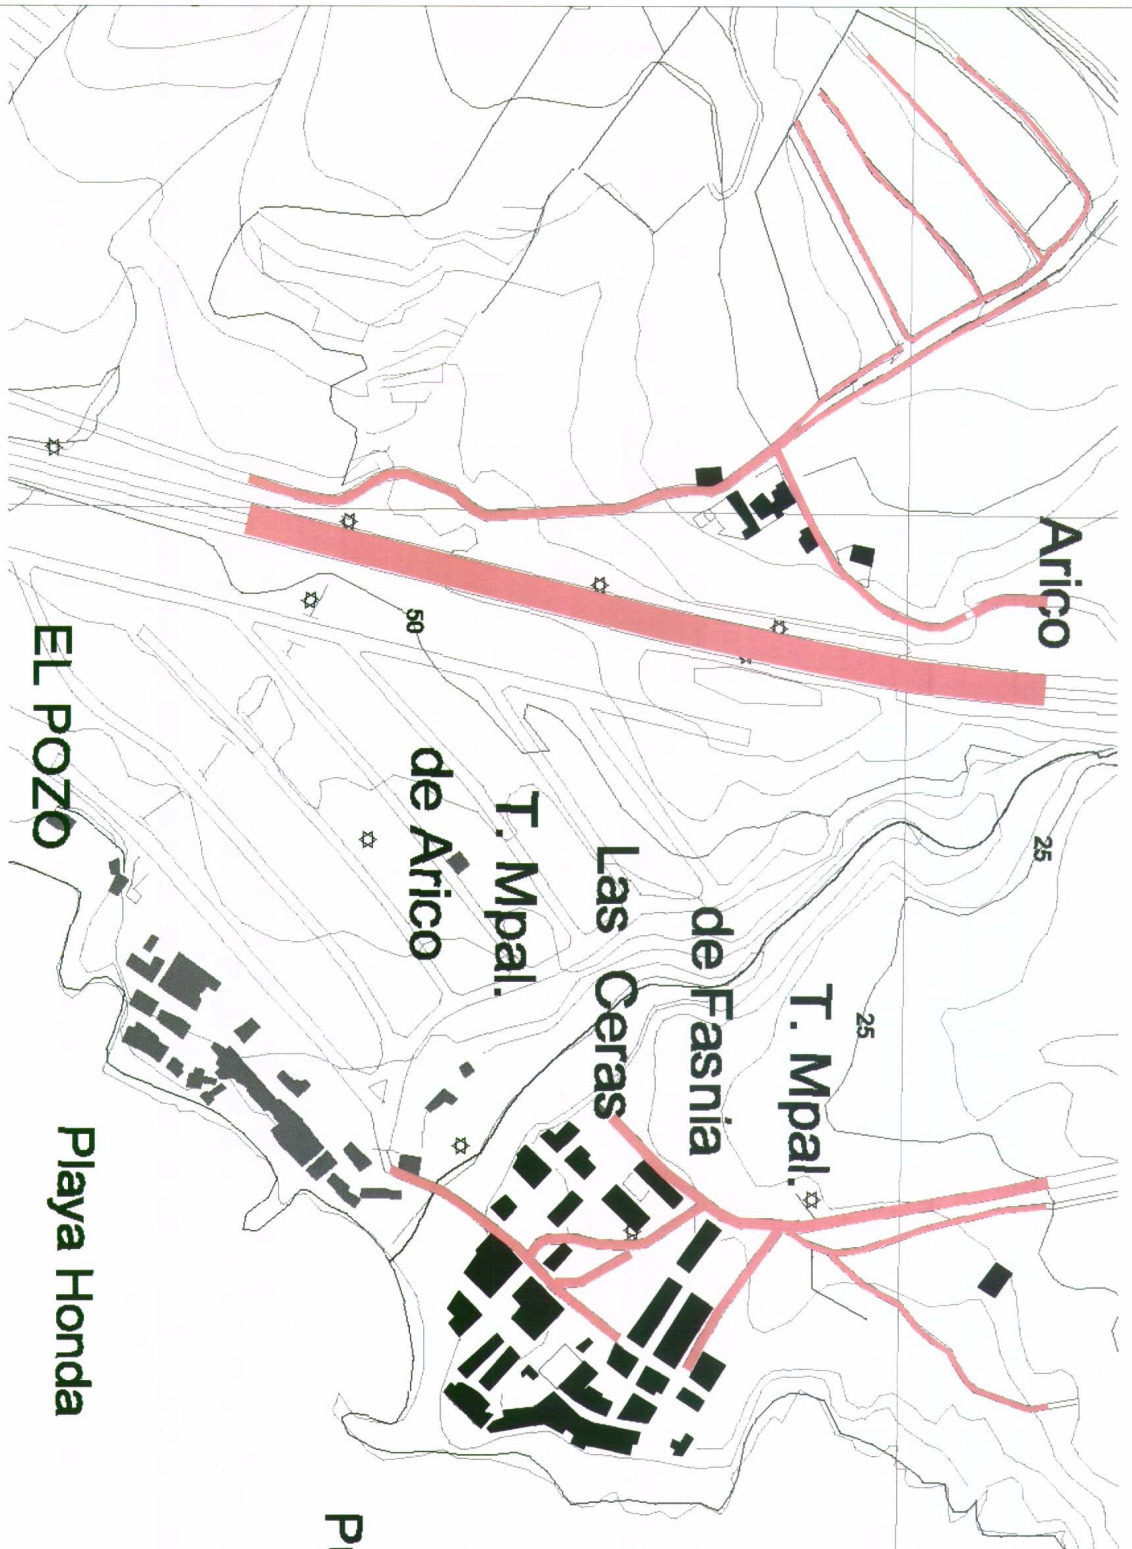 Arico
25
T. Mpal.
de Fasnia
25
Las Ceras
T. Mpal.
de Arico
50
EL POZO
Playa Honda